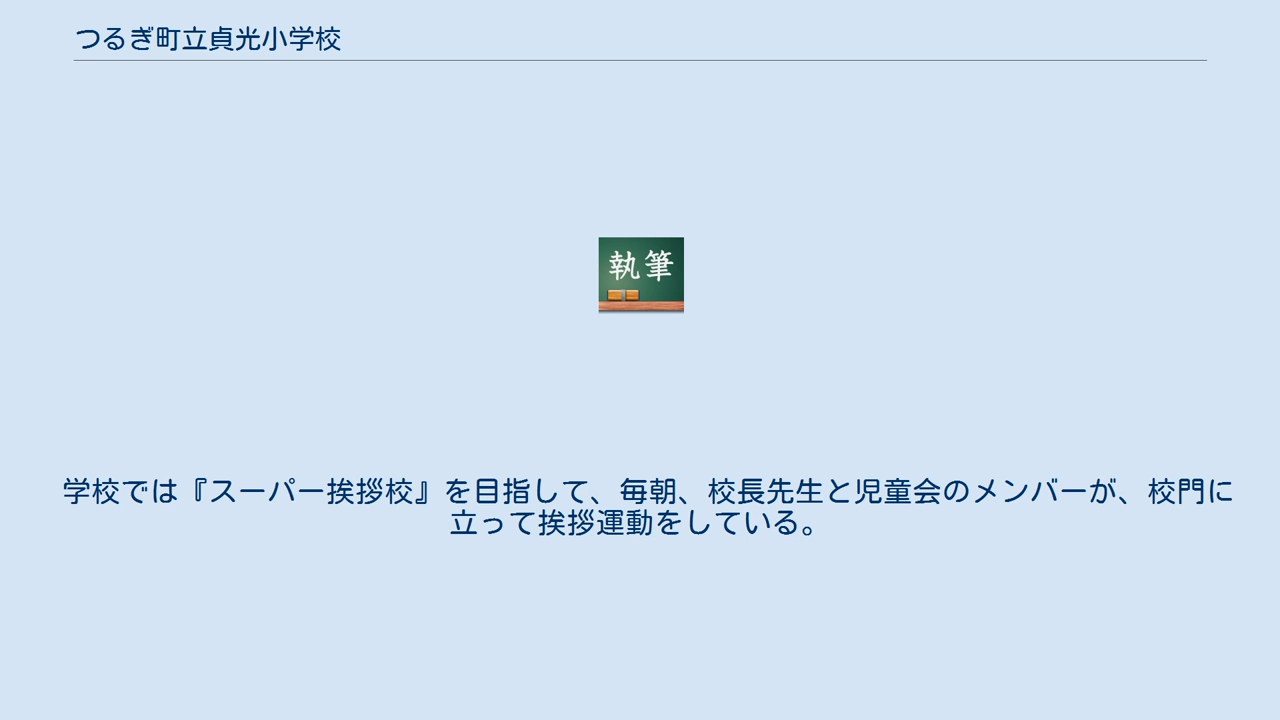 つるぎ町立貞光小学校
執筆
学校では『スーパー挨拶校』を目指して、毎朝、校長先生と児童会のメンバーが、校門に
立って挨拶運動をしている。